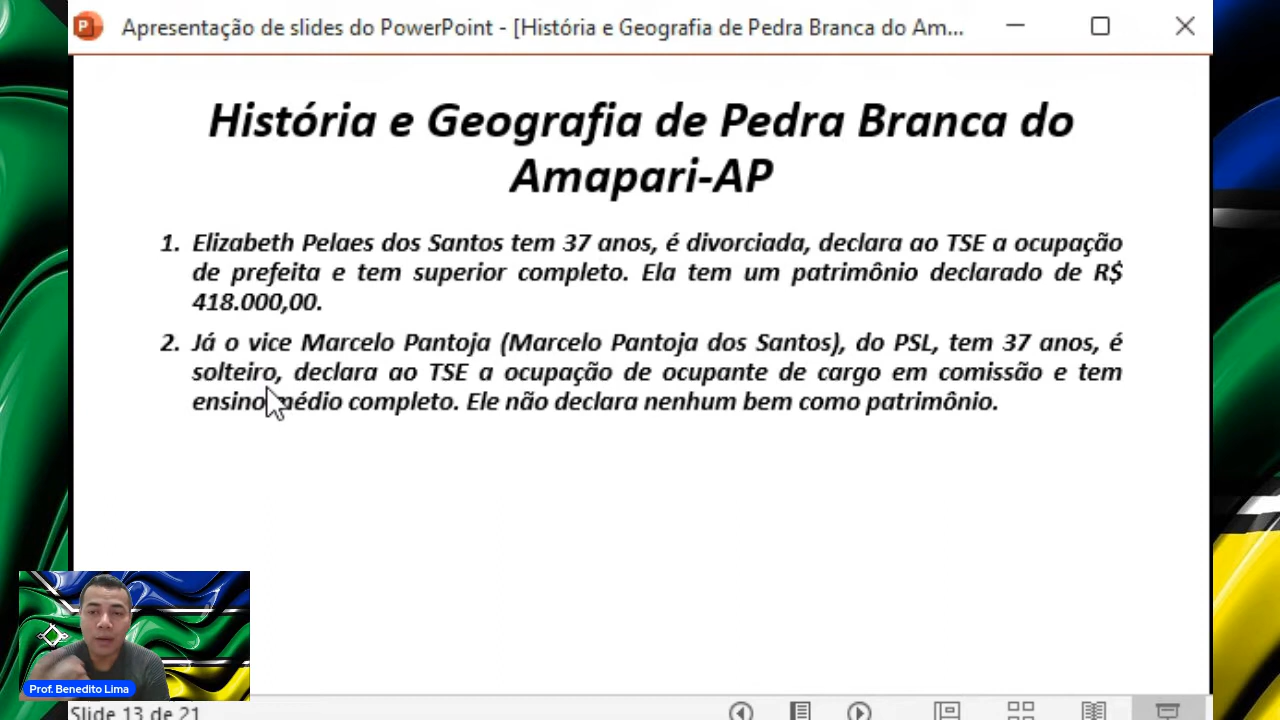 Apresentação de slides do PowerPoint - [História e Geografia de Pedra Branca do Am...
História e Geografia de Pedra Branca do
Amapari-AP
1. Elizabeth Pelaes dos Santos tem 37 anos, é divorciada, declara ao TSE a ocupação
de prefeita e tem superior completo. Ela tem um patrimônio declarado de R$
418.000,00.
2. Já o vice Marcelo Pantoja (Marcelo Pantoja dos Santos), do PSL, tem 37 anos, é
solteiro, declara ao TSE a ocupação de ocupante de cargo em comissão e tem
ensino médio completo. Ele não declara nenhum bem como patrimônio.
Prof. Benedito Lima
Slide 13 de 21